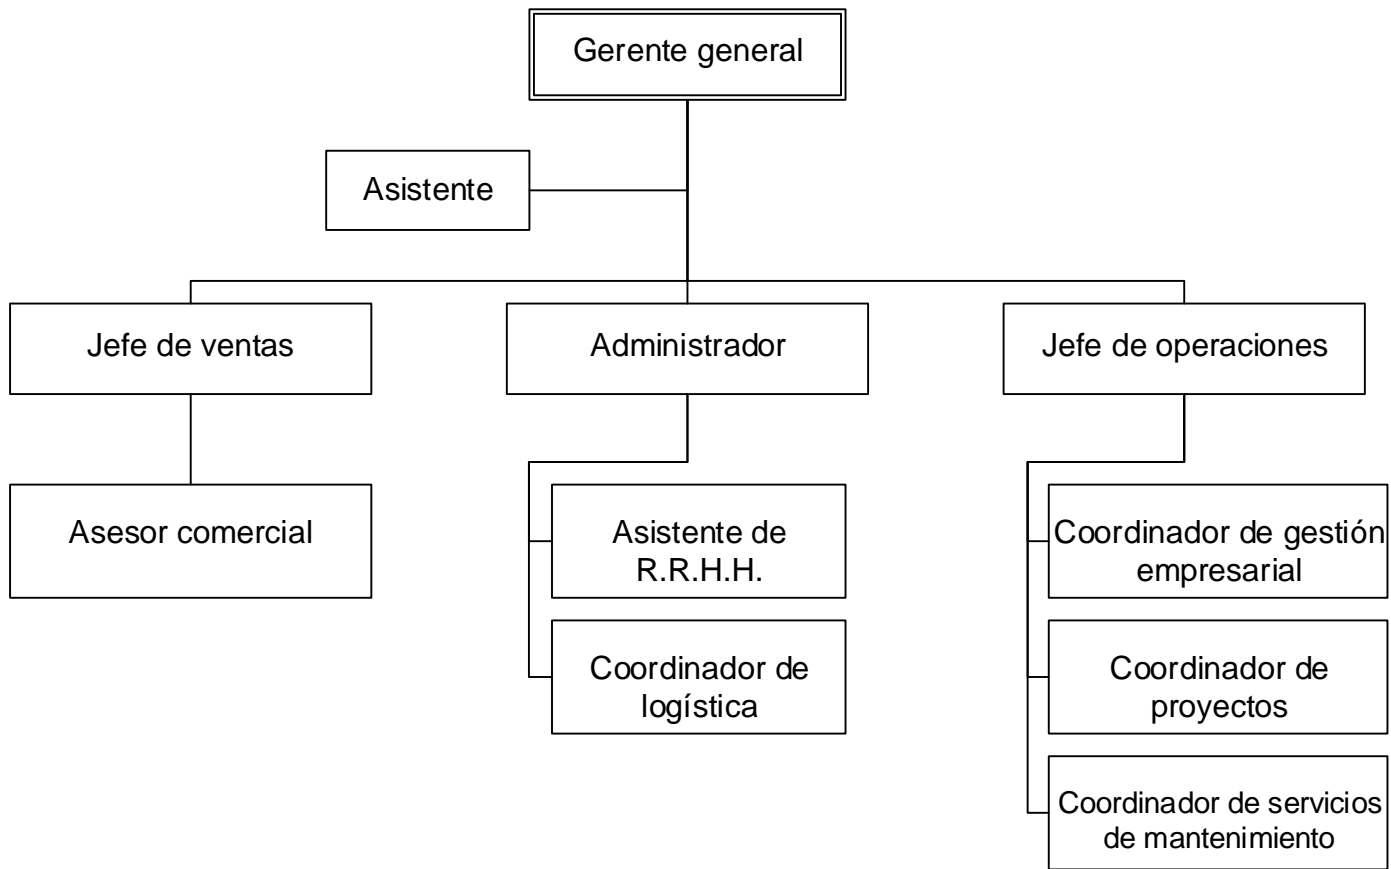 Gerente general
Asistente
Jefe de ventas
Administrador
Jefe de operaciones
Asesor comercial
Asistente de
R.R.H.H.
Coordinador de gestión
empresarial
Coordinador de
logística
Coordinador de
proyectos
Coordinador de servicios
de mantenimiento